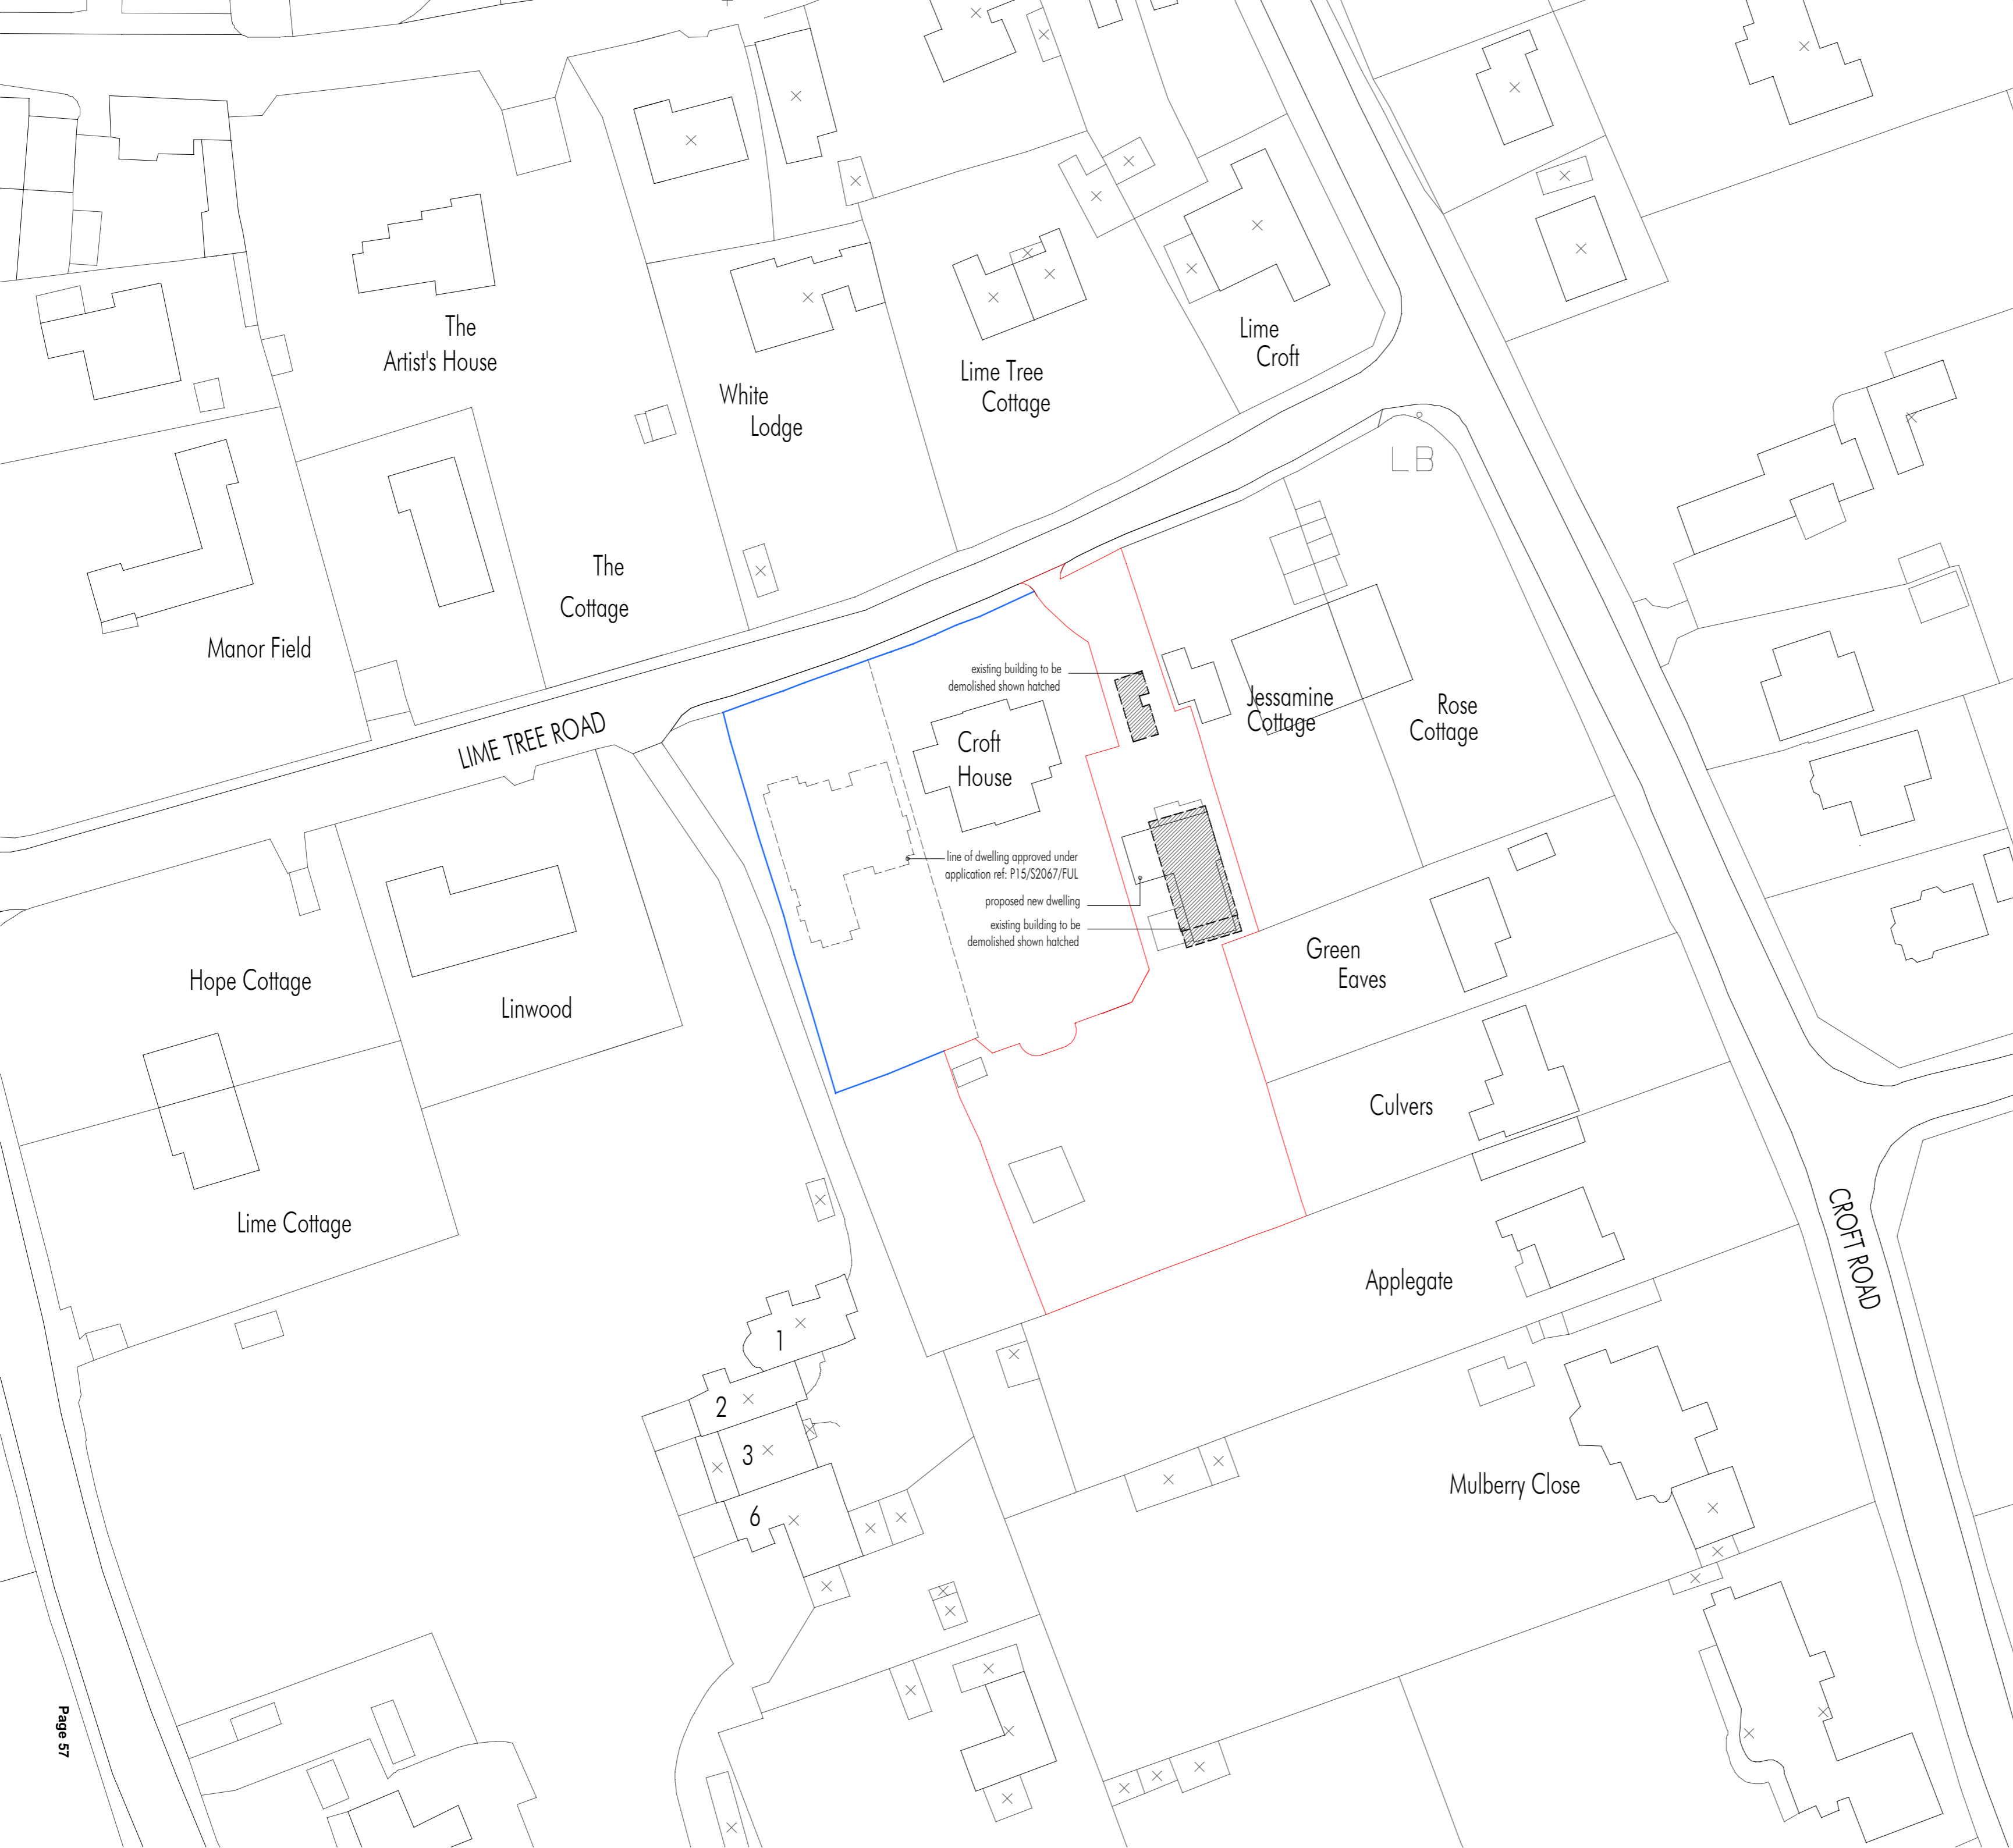 The
Artist's House
White
Lodge
Lime Tree
Cottage
Lime
Croft
LB
The
Cottage
Manor Field
LIME TREE ROAD
existing building to be
demolished shown hatched
Croft
House
Jessamine
Cottage
Rose
Cottage
line of dwelling approved under
application ref: P15/S2067/FUL
proposed new dwelling
existing building to be
demolished shown hatched
Hope Cottage
Linwood
Green
Eaves
Culvers
Lime Cottage
CROFT ROAD
Applegate
1
2
3
6
Mulberry Close
Page 57